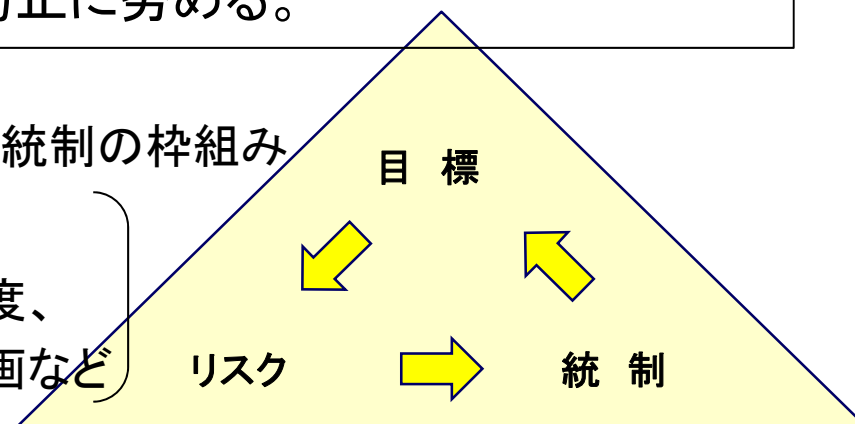 止に努める。
統制の枠組み
目 標
度、
画など
リスク
統 制